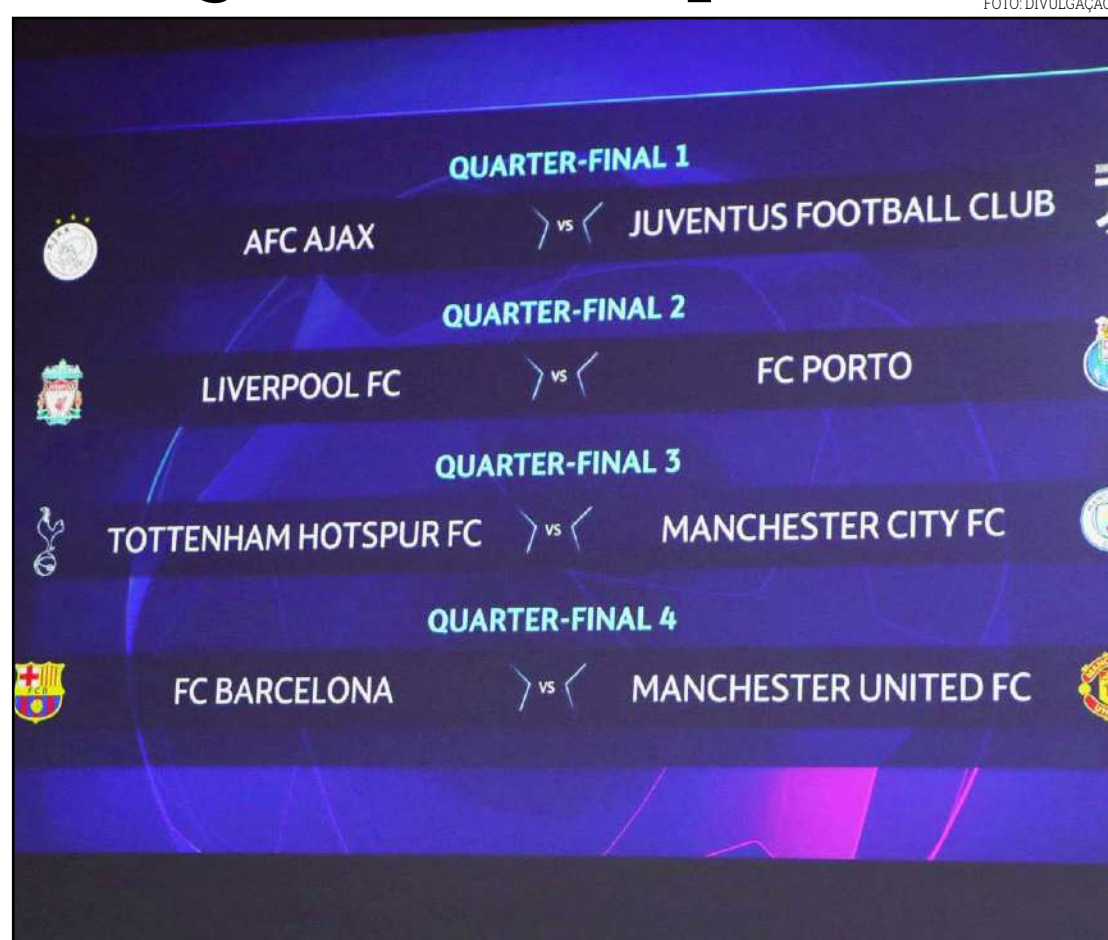 FOTO: DIVULGAÇÃO
QUARTER-FINAL 1
AFC AJAX vs JUVENTUS FOOTBALL CLUB
QUARTER-FINAL 2
LIVERPOOL FC vs FC PORTO
QUARTER-FINAL 3
TOTTENHAM HOTSPUR FC vs MANCHESTER CITY FC
QUARTER-FINAL 4
FC BARCELONA vs MANCHESTER UNITED FC